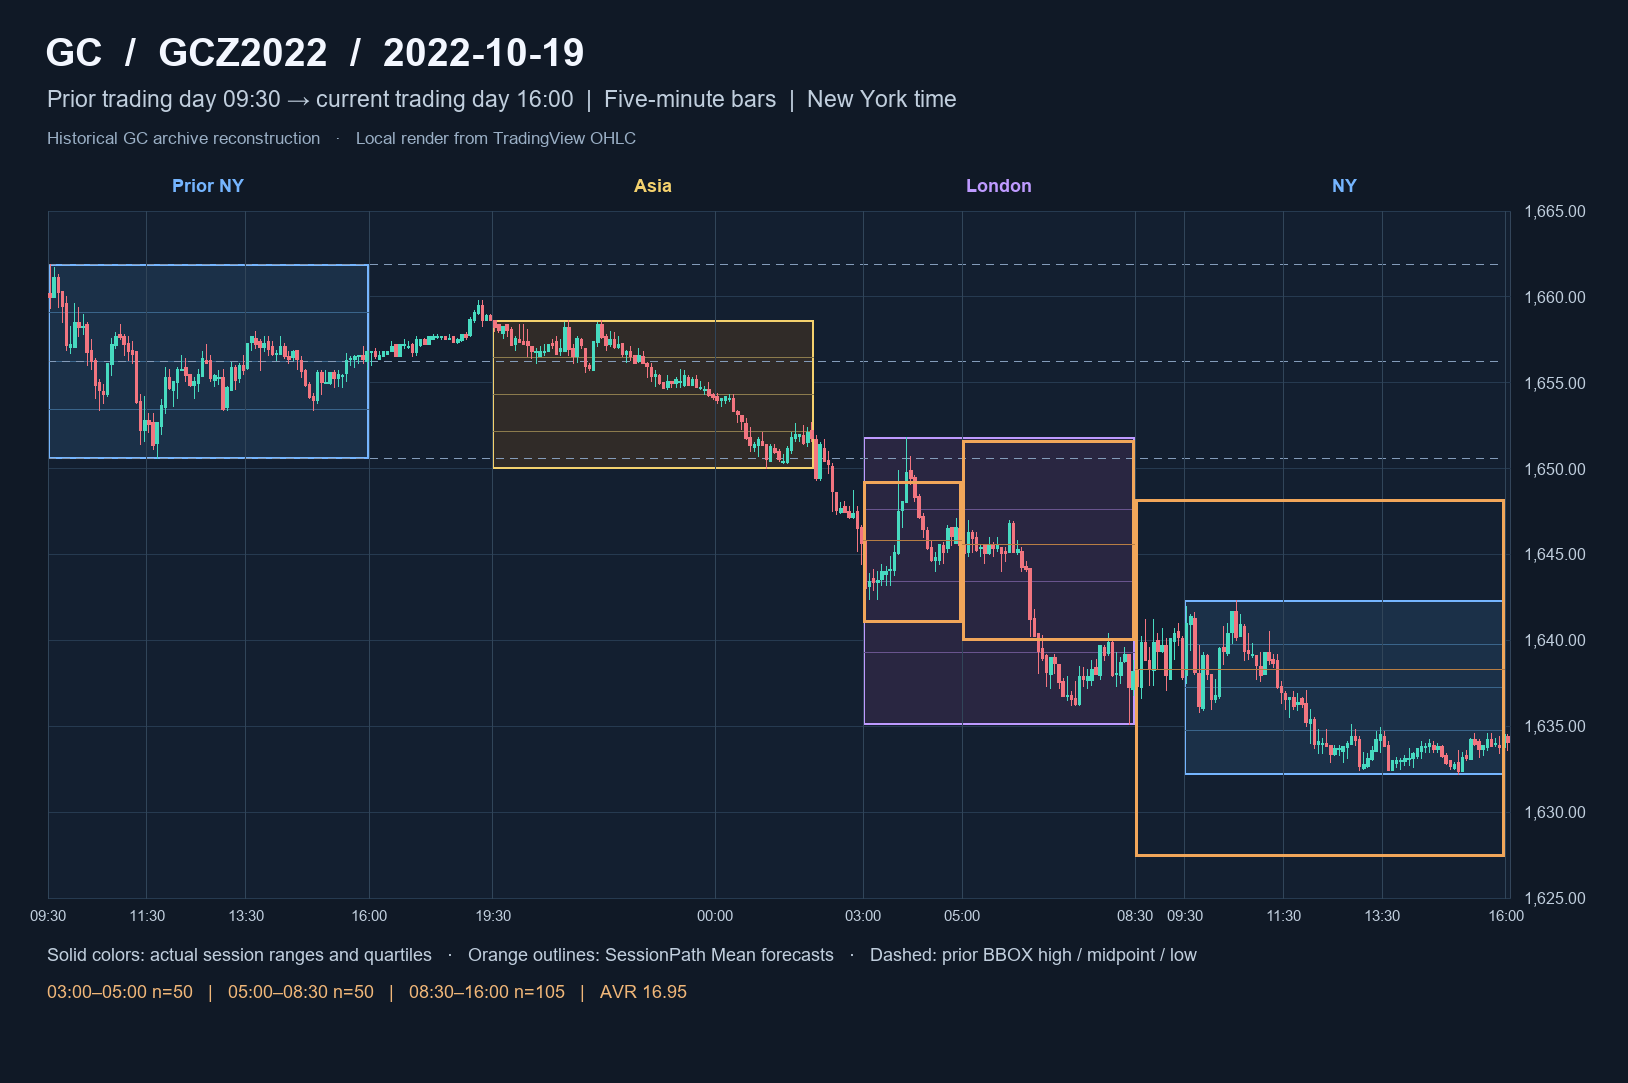 GC / GCZ2022 / 2022-10-19
Prior trading day 09:30 → current trading day 16:00 | Five-minute bars | New York time
Historical GC archive reconstruction · Local render from TradingView OHLC
Prior NY Asia London NY
1,665.00
1,660.00
1,655.00
1,650.00
1,645.00
1,640.00
1,635.00
1,630.00
1,625.00
09:30 11:30 13:30 16:00 19:30 00:00 03:00 05:00 08:30 09:30 11:30 13:30 16:00
Solid colors: actual session ranges and quartiles · Orange outlines: SessionPath Mean forecasts · Dashed: prior BBOX high / midpoint / low
03:00–05:00 n=50 | 05:00–08:30 n=50 | 08:30–16:00 n=105 | AVR 16.95